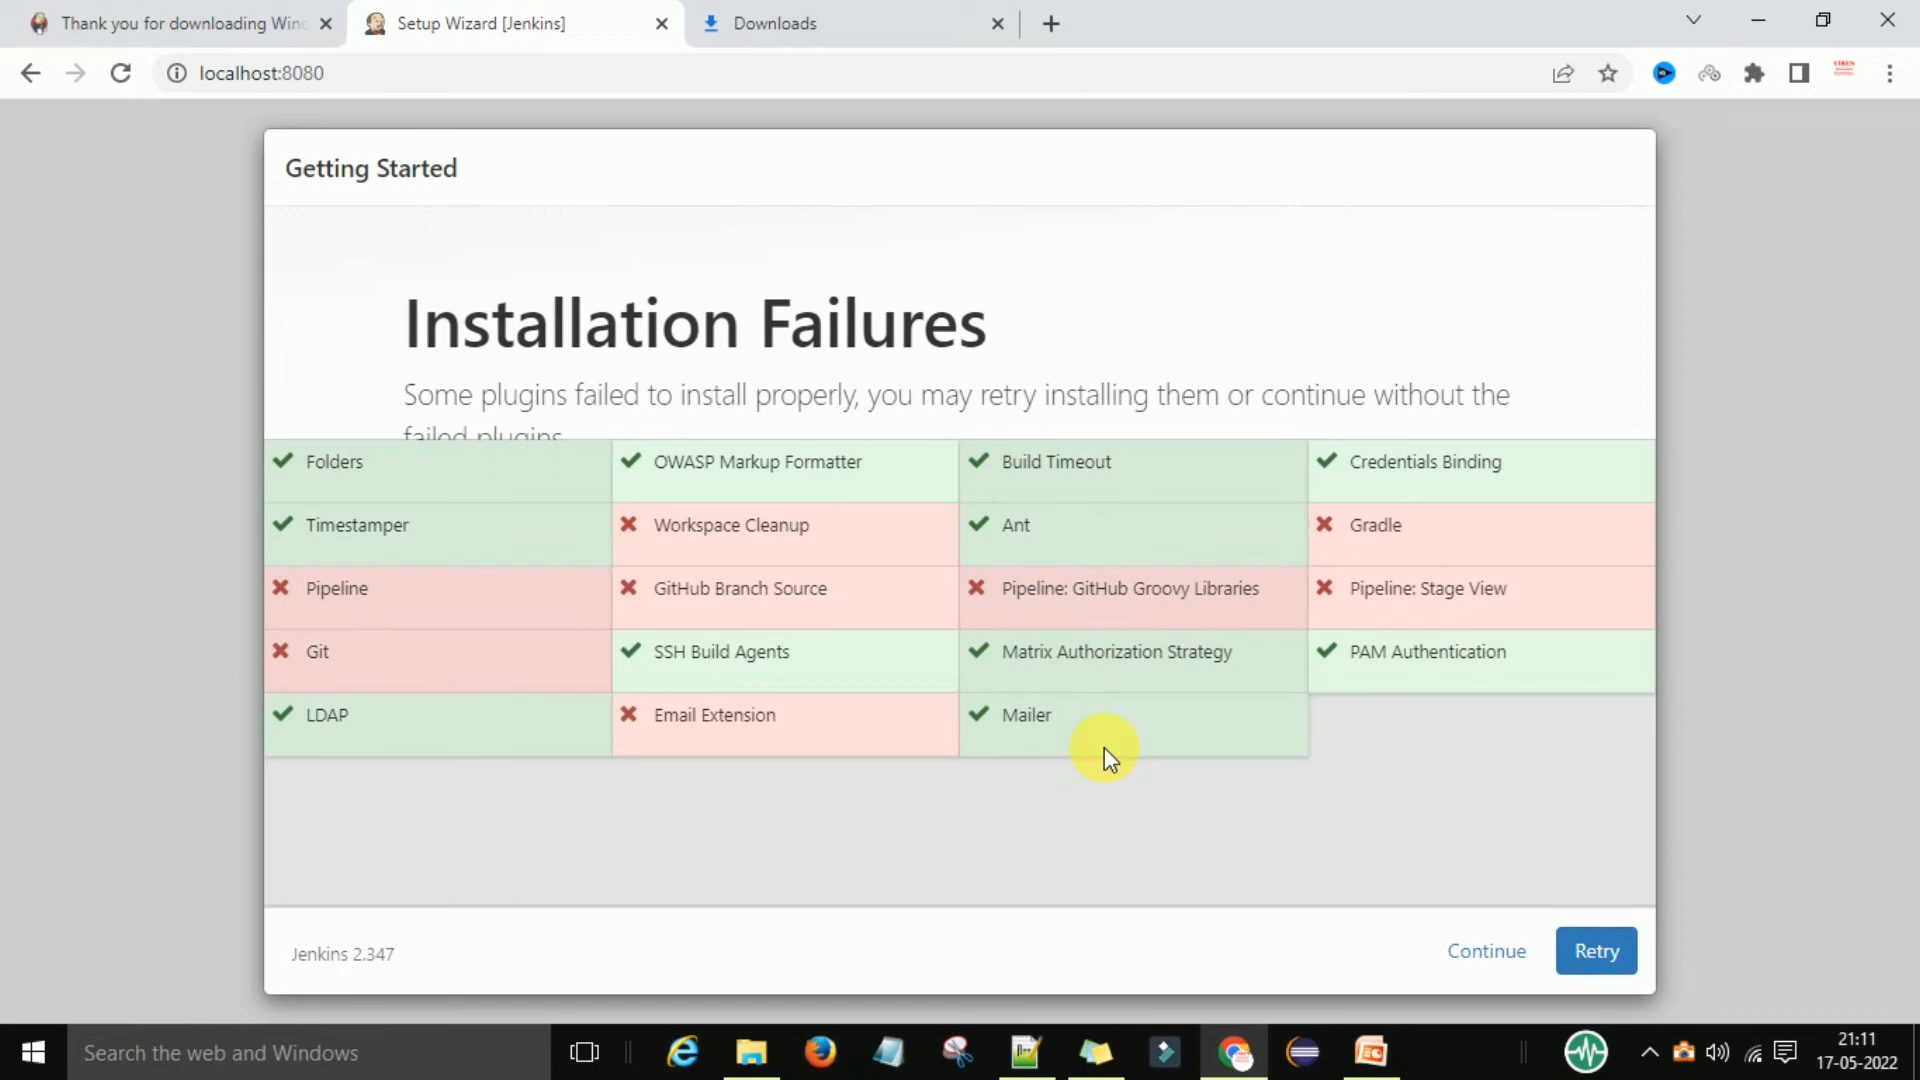 Thank you for downloading Winc
Setup Wizard [Jenkins]
Downloads
localhost:8080
Getting Started
Installation Failures
Some plugins failed to install properly, you may retry installing them or continue without the
failed plugins
Folders
OWASP Markup Formatter
Build Timeout
Credentials Binding
Timestamper
Workspace Cleanup
Ant
Gradle
Pipeline
GitHub Branch Source
Pipeline: GitHub Groovy Libraries
Pipeline: Stage View
Git
SSH Build Agents
Matrix Authorization Strategy
PAM Authentication
LDAP
Email Extension
Mailer
Jenkins 2.347
Continue
Retry
Search the web and Windows
21:11
17-05-2022